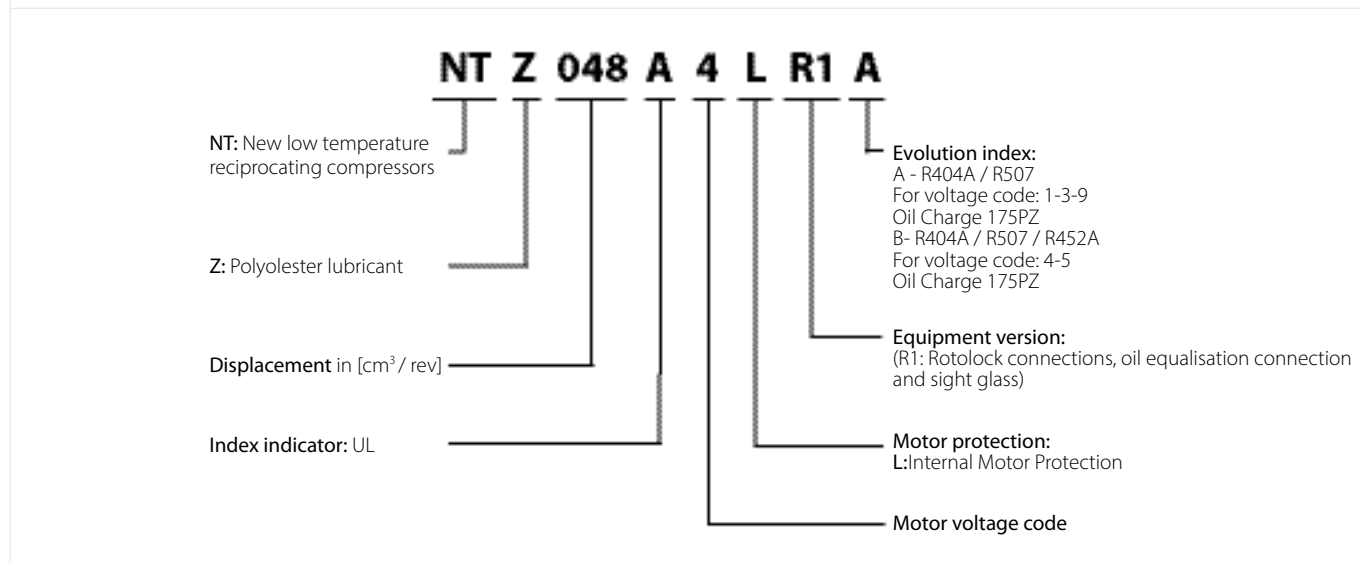 NT Z 048 A 4 L R1 A
NT: New low temperature
reciprocating compressors
Z: Polyolester lubricant
Displacement in [cm³ / rev]
Index indicator: UL
Evolution index:
A - R404A / R507
For voltage code: 1-3-9
Oil Charge 175PZ
B- R404A / R507 / R452A
For voltage code: 4-5
Oil Charge 175PZ
Equipment version:
(R1: Rotolock connections, oil equalisation connection
and sight glass)
Motor protection:
L:Internal Motor Protection
Motor voltage code